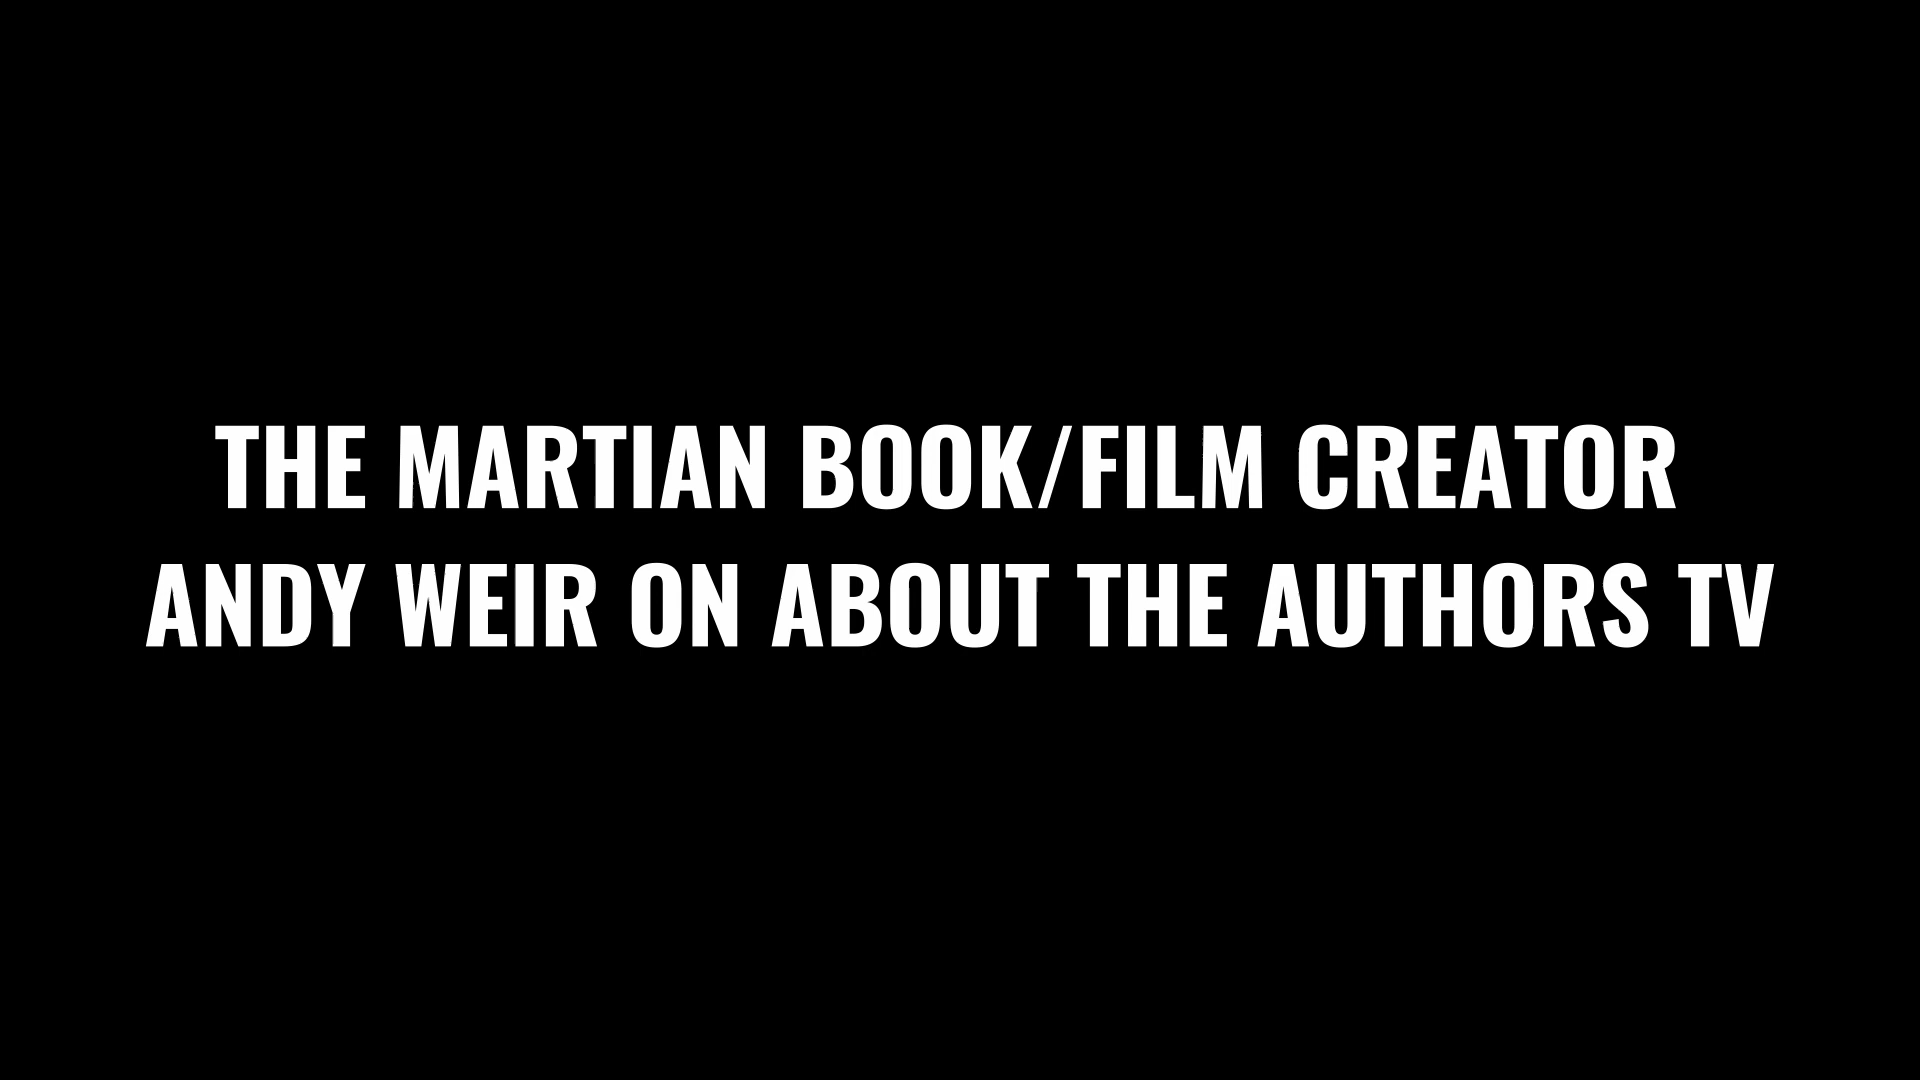 THE MARTIAN BOOK/FILM CREATOR
ANDY WEIR ON ABOUT THE AUTHORS TV